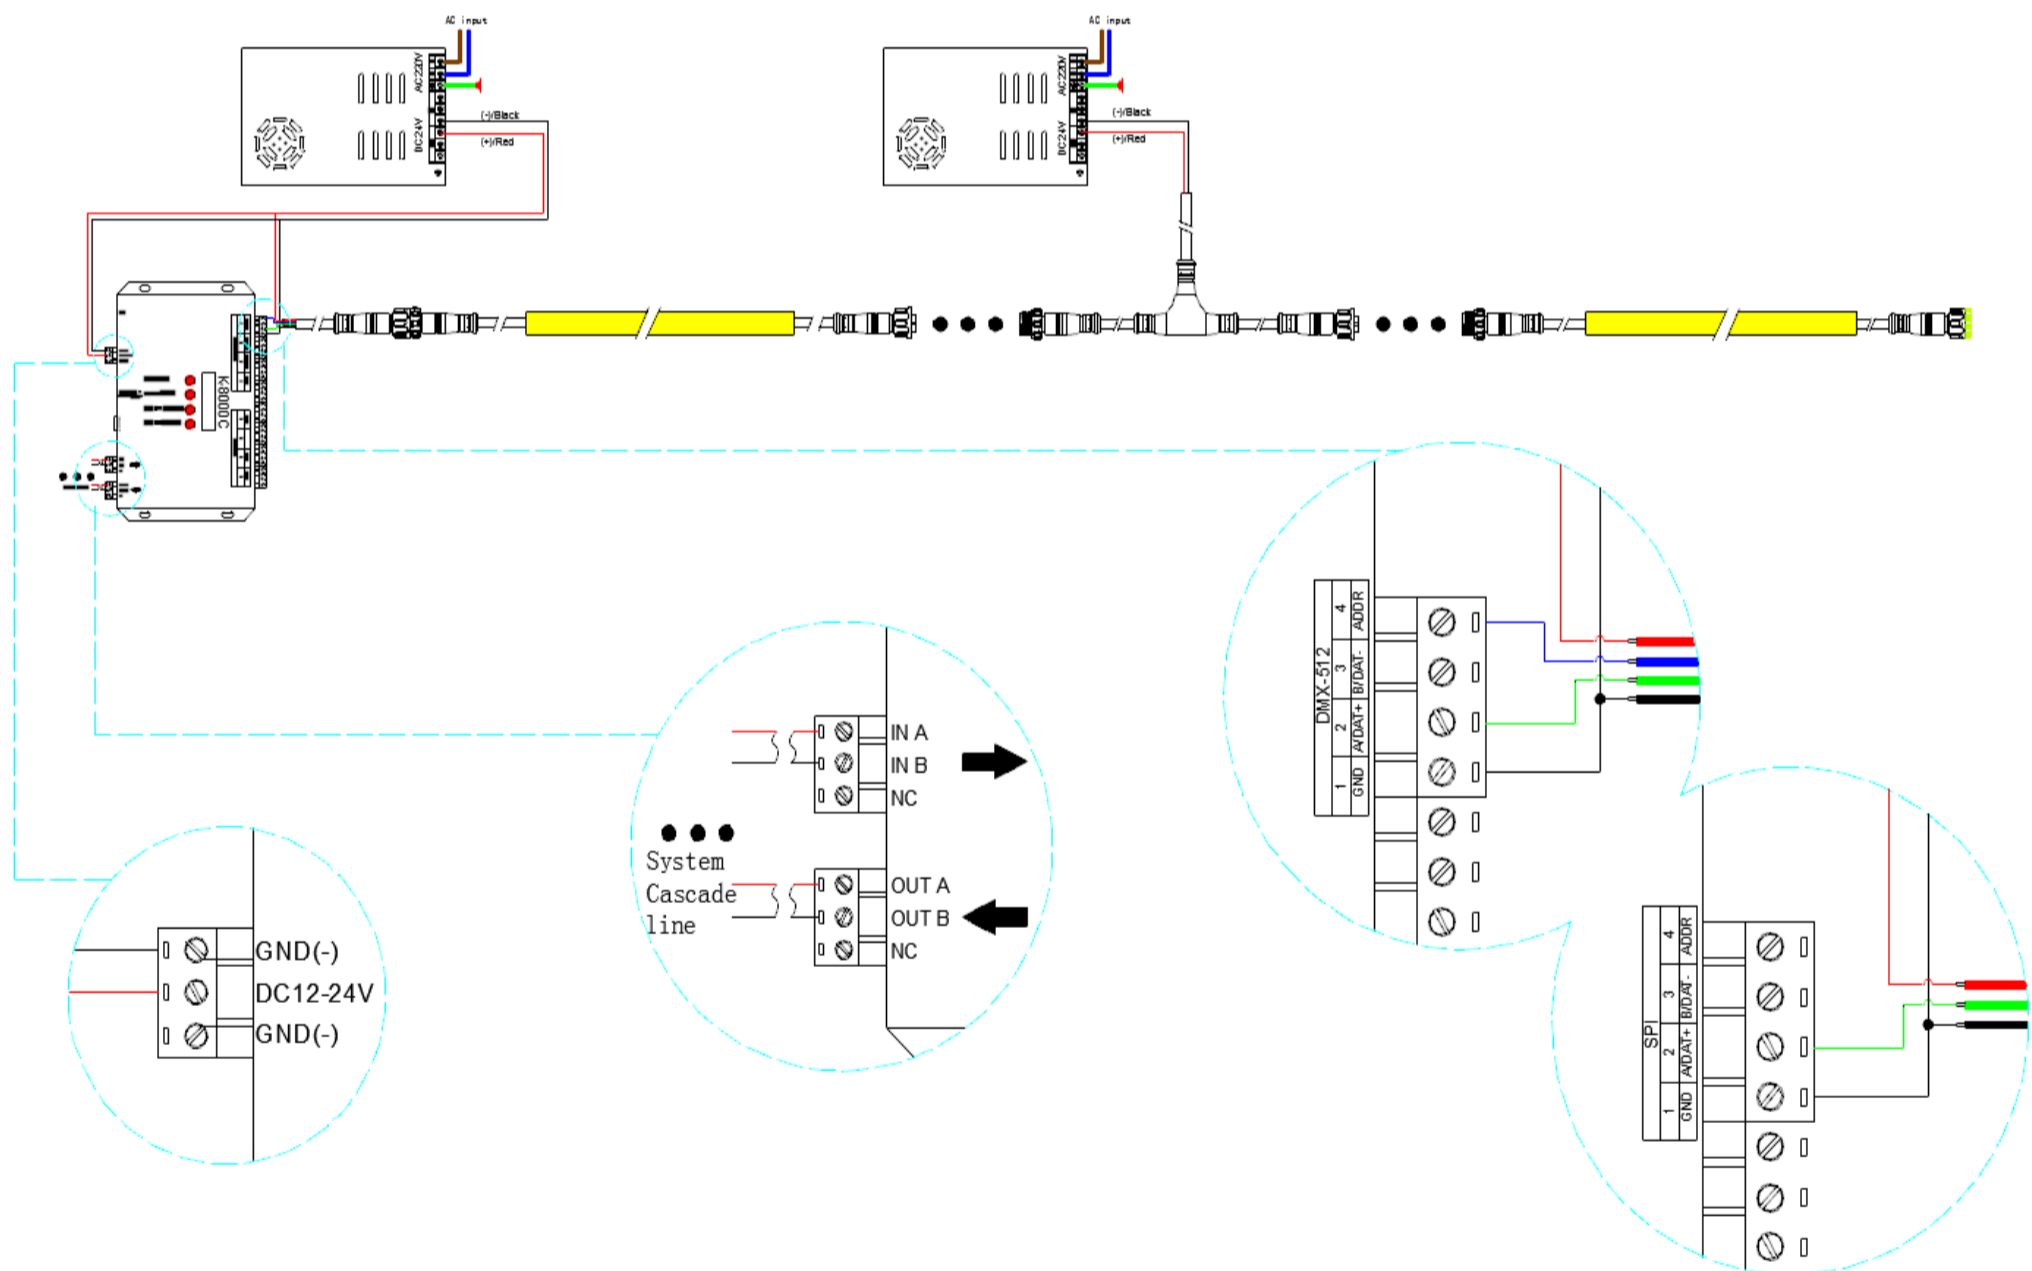 AC input
AC220V
DC24V
(-)/Black
(+)/Red
AC input
AC220V
DC24V
(-)/Black
(+)/Red
K8000C
DMX-512
1 2 3 4
GND A/DAT+ B/DAT- ADDR
IN A
IN B
NC
System
Cascade
line
OUT A
OUT B
NC
GND(-)
DC12-24V
GND(-)
SPI
1 2 3 4
GND A/DAT+ B/DAT- ADDR